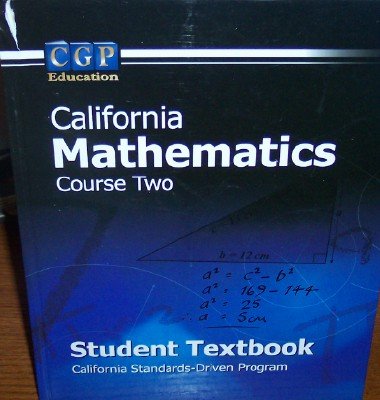 CGP
Education
California
Mathematics
Course Two
b = 12 cm
a² = c² - b²
a² = 169 - 144
a² = 25
∴ a = 5cm
Student Textbook
California Standards-Driven Program